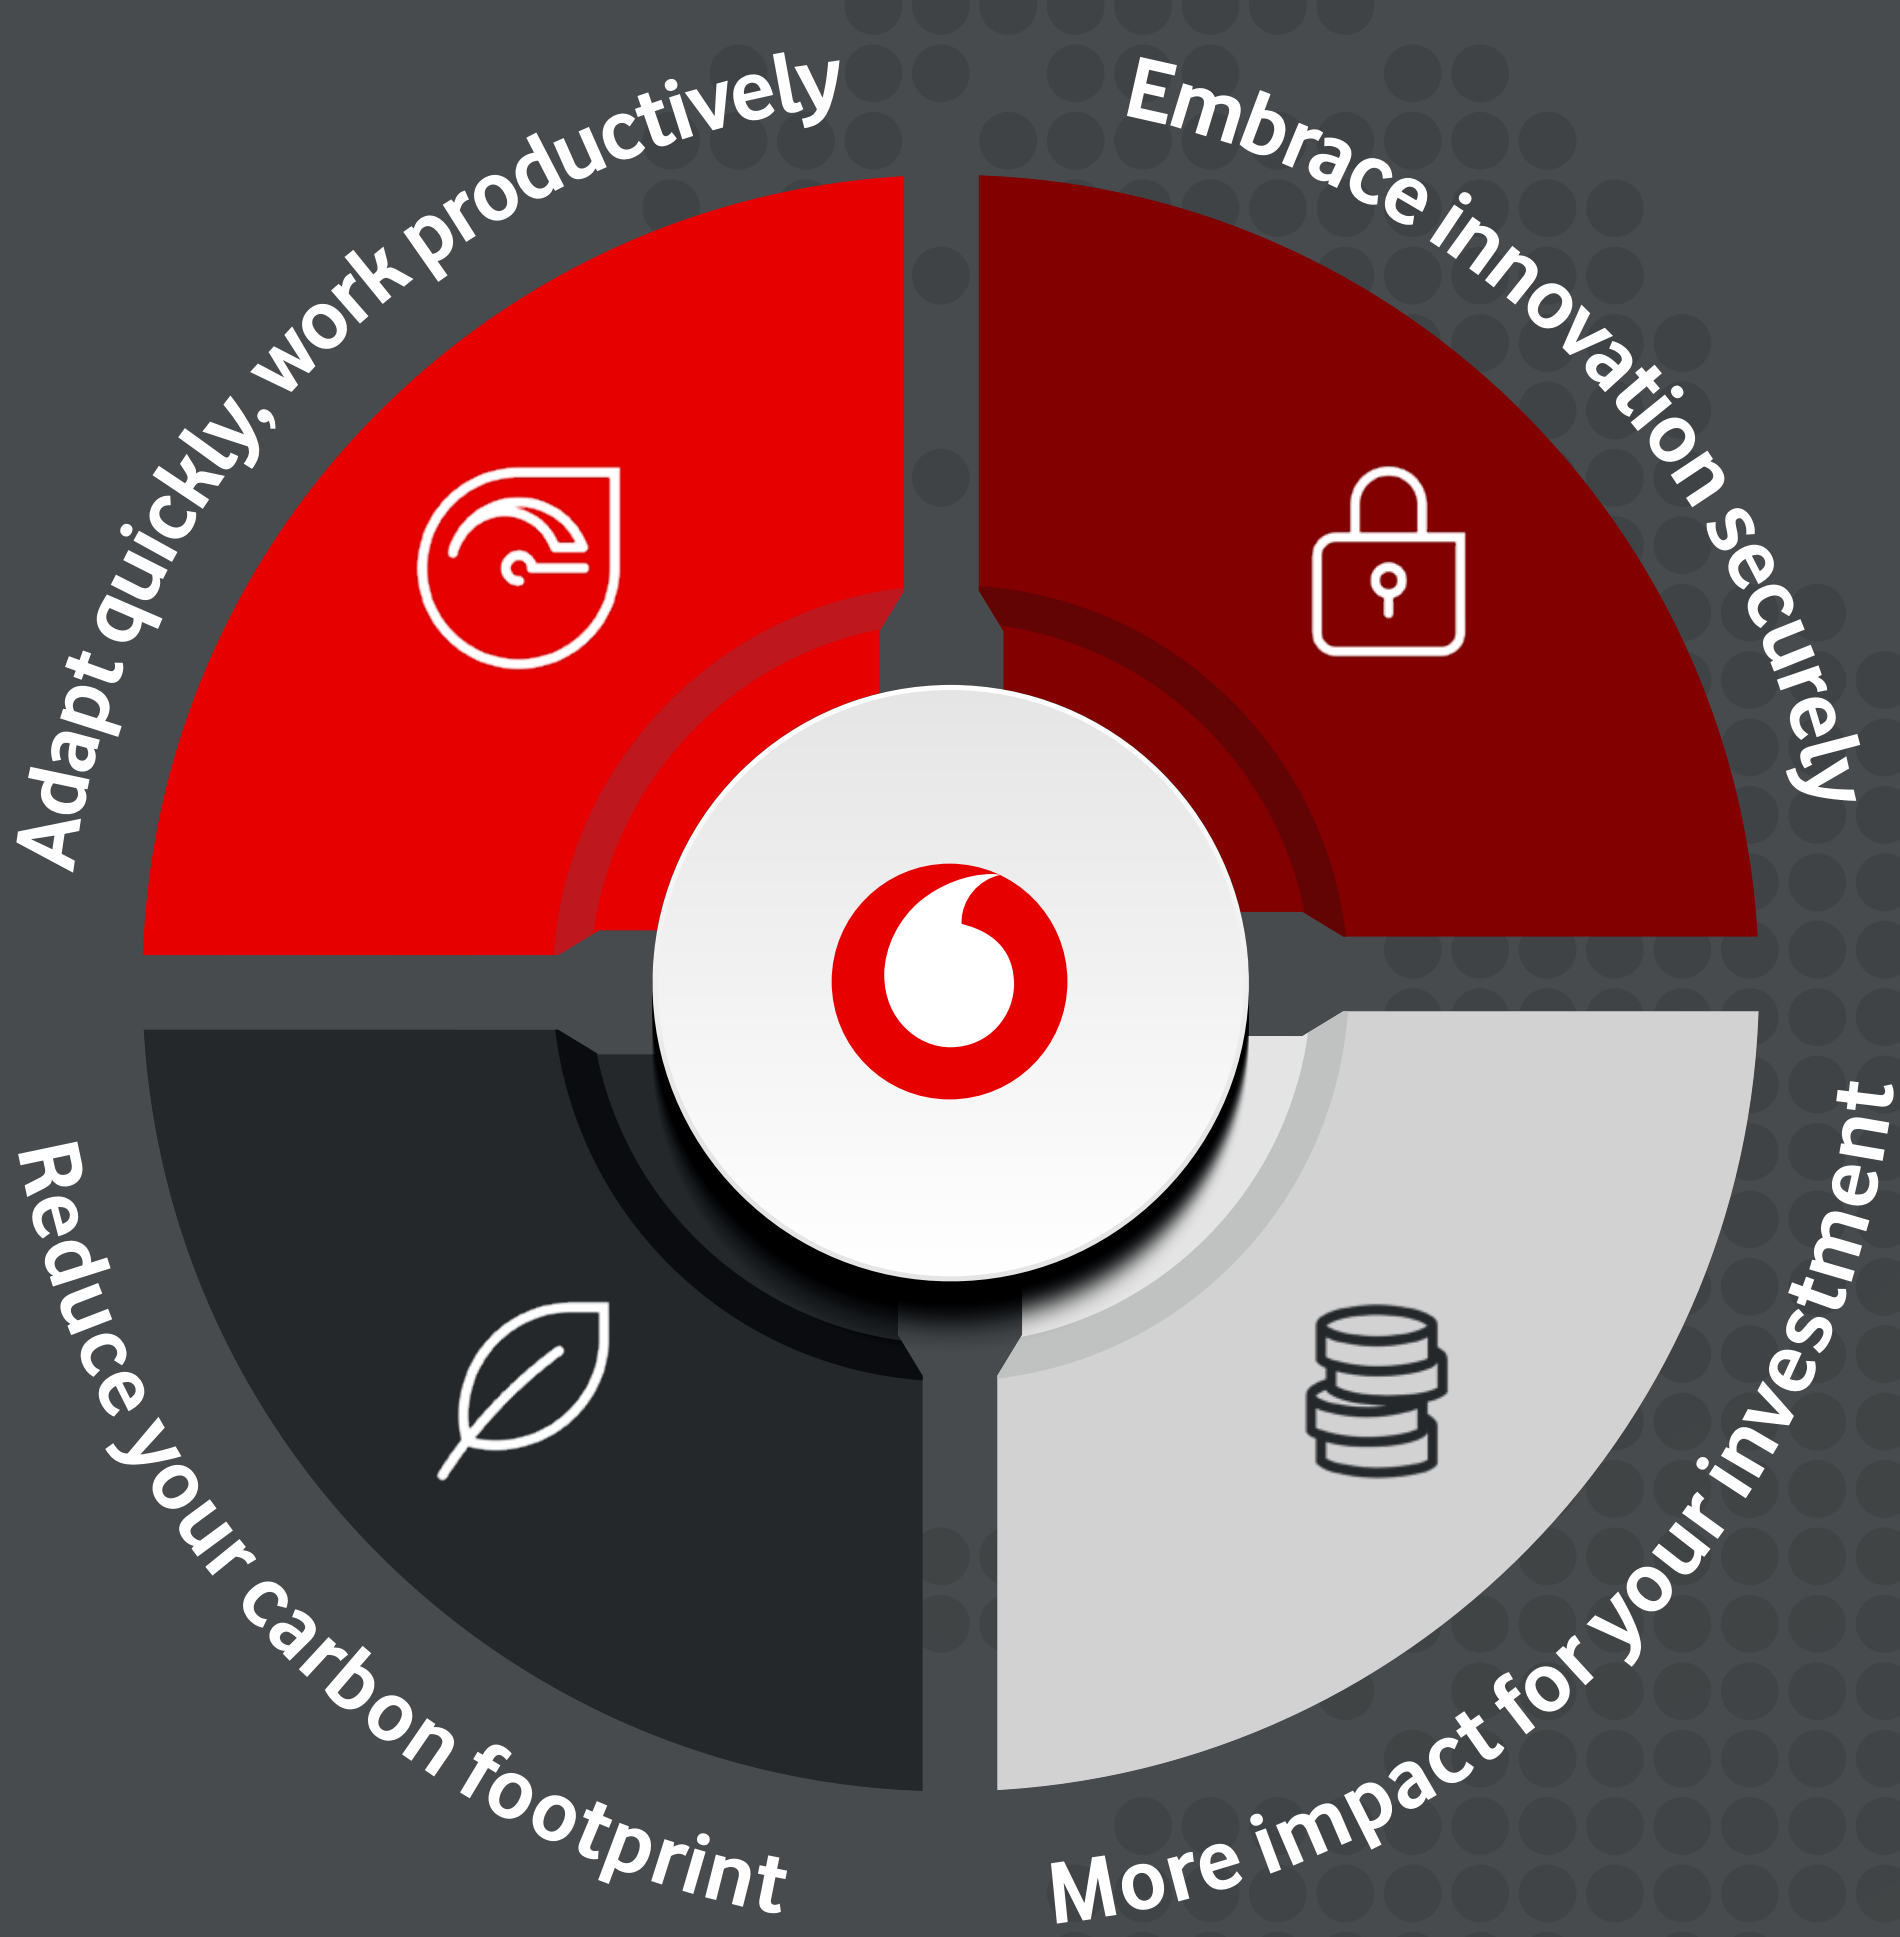 Adapt quickly, work productively
Embrace innovation securely
Reduce your carbon footprint
More impact for your investment